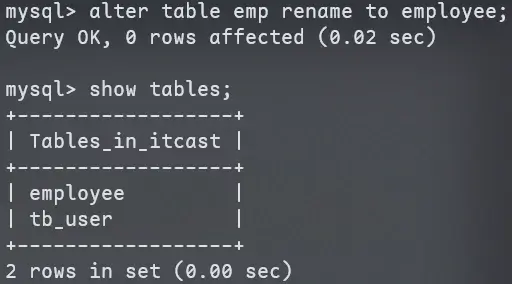 mysql> alter table emp rename to employee;
Query OK, 0 rows affected (0.02 sec)
mysql> show tables;
+------------------+
| Tables_in_itcast |
+------------------+
| employee         |
| tb_user          |
+------------------+
2 rows in set (0.00 sec)